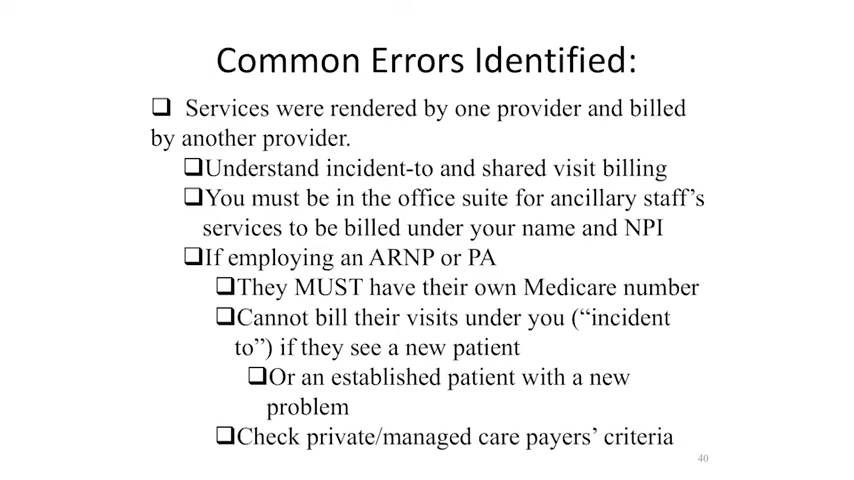 Common Errors Identified:
❑ Services were rendered by one provider and billed
by another provider.
❑Understand incident-to and shared visit billing
❑You must be in the office suite for ancillary staff’s
services to be billed under your name and NPI
❑If employing an ARNP or PA
❑They MUST have their own Medicare number
❑Cannot bill their visits under you (“incident
to”) if they see a new patient
❑Or an established patient with a new
problem
❑Check private/managed care payers’ criteria
40